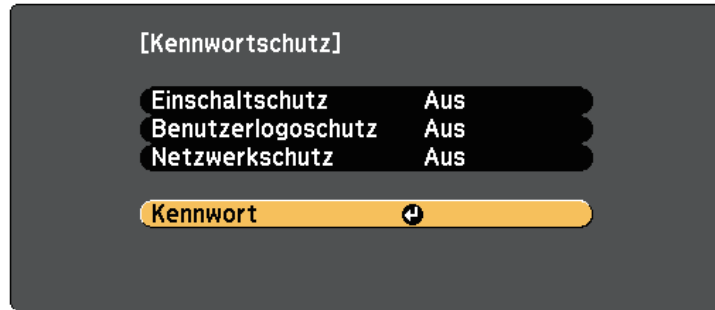 [Kennwortschutz]
Einschaltschutz Aus
Benutzerlogoschutz Aus
Netzwerkschutz Aus
Kennwort